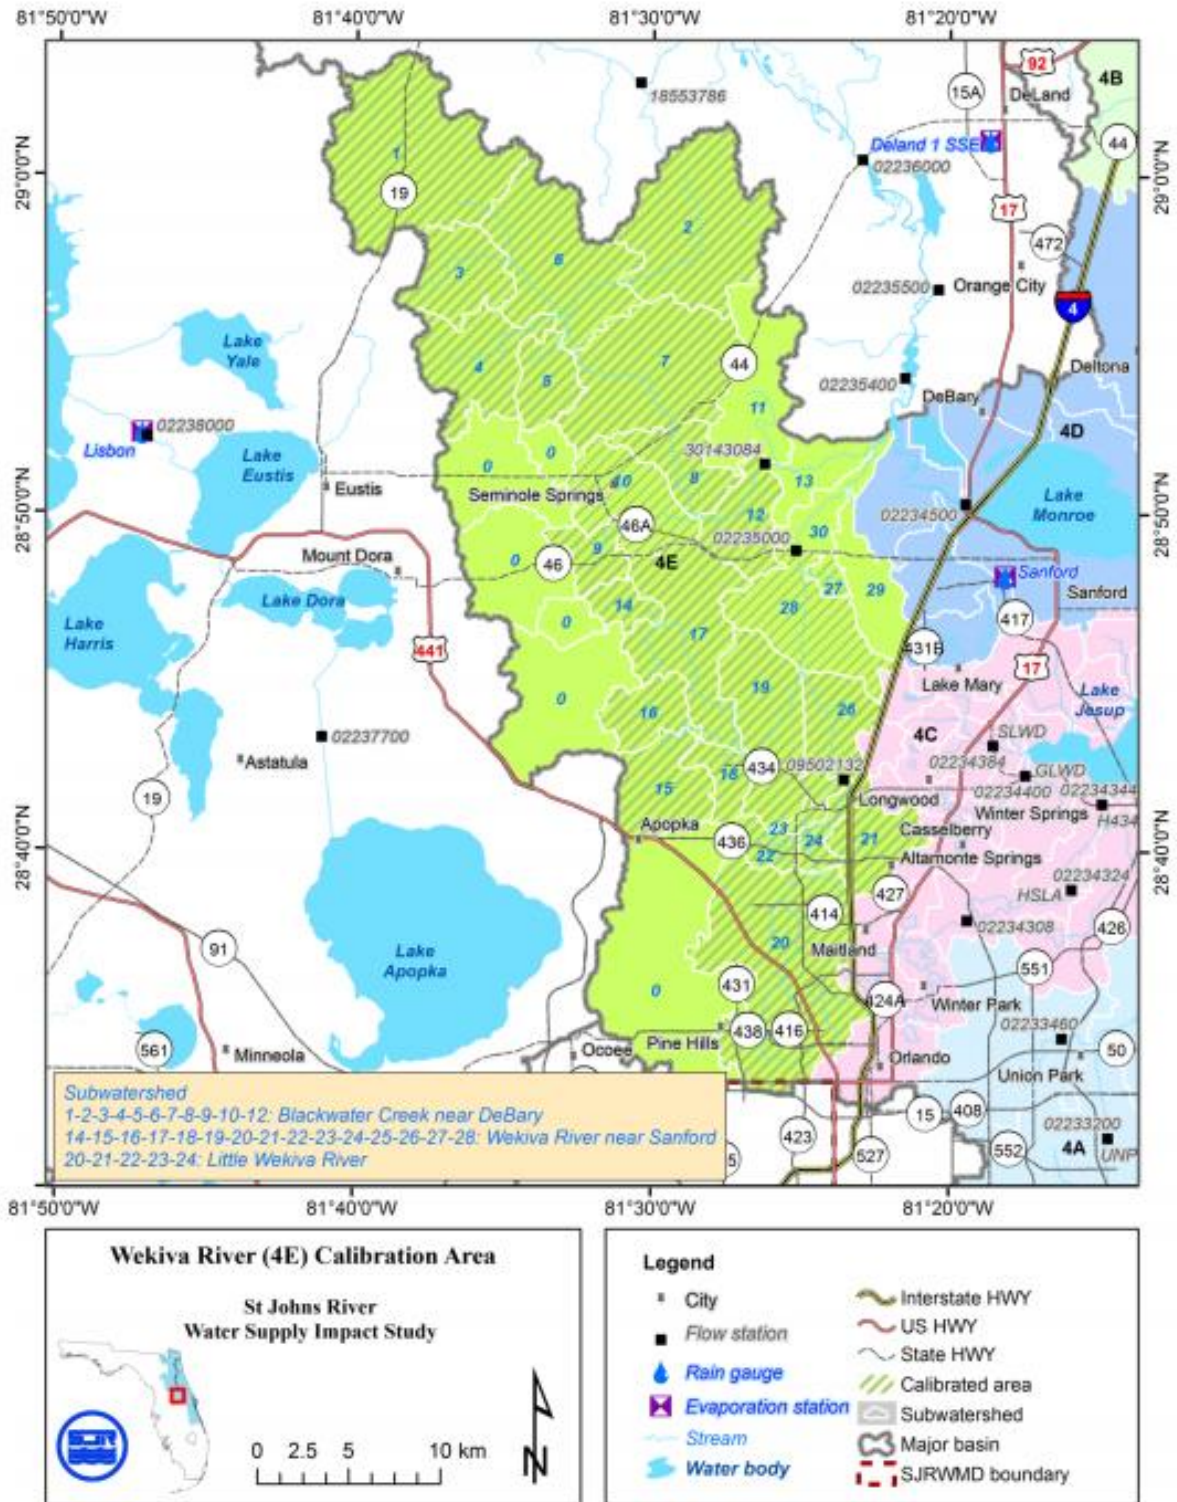 81°50'0"W 81°40'0"W 81°30'0"W 81°20'0"W
92
4B
15A
DeLand
18553786
44
Deland 1 SSE
02236000
1
29°0'0"N
29°0'0"N
19
17
2
472
6
3
02235500
Orange City
4
Lake
Yale
7
44
4
5
Deltona
02235400
DeBary
11
02238000
4D
Lisbon
Lake
Eustis
30143084
0
0
10
8
13
Eustis
Seminole Springs
Lake
Monroe
28°50'0"N
28°50'0"N
12
02234500
46A
30
02235000
9
Mount Dora
46
0
4E
Sanford
27
29
Lake Dora
Sanford
14
28
417
Lake
Harris
0
17
441
431B
17
Lake Mary
19
Lake
Jesup
0
16
26
4C
SLWD
02237700
Astatula
434
09502132
02234384
GLWD
18
15
02234400
02234344
19
Longwood
Winter Springs
H434
Apopka
23
Casselberry
436
24
21
28°40'0"N
28°40'0"N
22
Altamonte Springs
02234324
427
HSLA
414
02234308
426
91
20
Maitland
Lake
Apopka
551
431
0
424A
Winter Park
02233460
438
416
Pine Hills
561
Minneola
Ocoee
Orlando
50
Union Park
Subwatershed
1-2-3-4-5-6-7-8-9-10-12: Blackwater Creek near DeBary
14-15-16-17-18-19-20-21-22-23-24-25-26-27-28: Wekiva River near Sanford
20-21-22-23-24: Little Wekiva River
15
408
02233200
423
527
552
4A
UNP
81°50'0"W 81°40'0"W 81°30'0"W 81°20'0"W
Wekiva River (4E) Calibration Area
St Johns River
Water Supply Impact Study
SJR
0 2.5 5 10 km
N
Legend
City
Flow station
Rain gauge
Evaporation station
Stream
Water body
Interstate HWY
US HWY
State HWY
Calibrated area
Subwatershed
Major basin
SJRWMD boundary